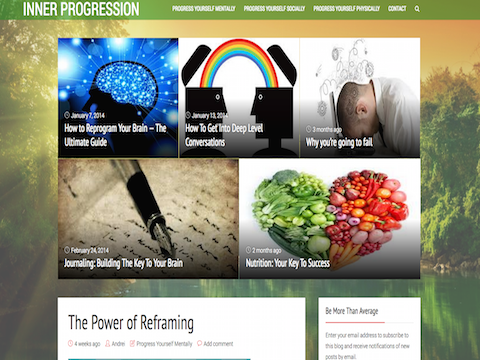 INNER PROGRESSION
PROGRESS YOURSELF MENTALLY PROGRESS YOURSELF SOCIALLY PROGRESS YOURSELF PHYSICALLY CONTACT
January 7, 2014
How to Reprogram Your Brain – The
Ultimate Guide
January 13, 2014
How To Get Into Deep Level
Conversations
3 months ago
Why you're going to fail
February 24, 2014
Journaling: Building The Key To Your Brain
2 months ago
Nutrition: Your Key To Success
The Power of Reframing
4 weeks ago Andrei Progress Yourself Mentally Add comment
Be More Than Average
Enter your email address to subscribe to
this blog and receive notifications of new
posts by email.